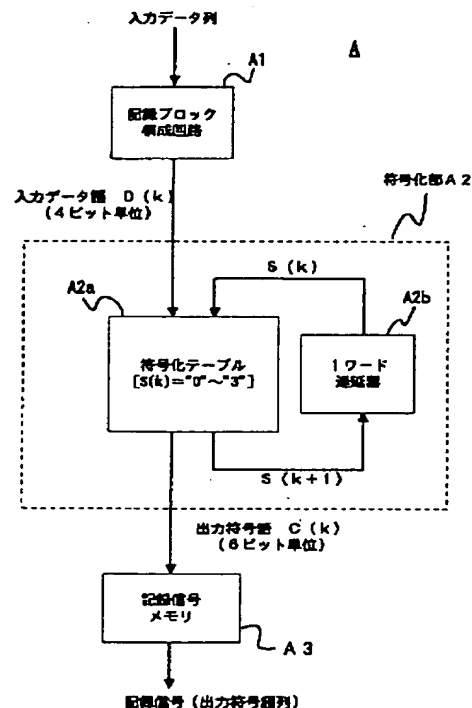 入力データ列
A
A1
記録ブロック
構成回路
入力データ語 D(k)
(4ビット単位)
符号化部A2
S(k)
A2a
A2b
符号化テーブル
[S(k)="0"~"3"]
1ワード
遅延器
S(k+1)
出力符号語 C(k)
(6ビット単位)
記録信号
メモリ
A3
記録信号(出力符号語列)